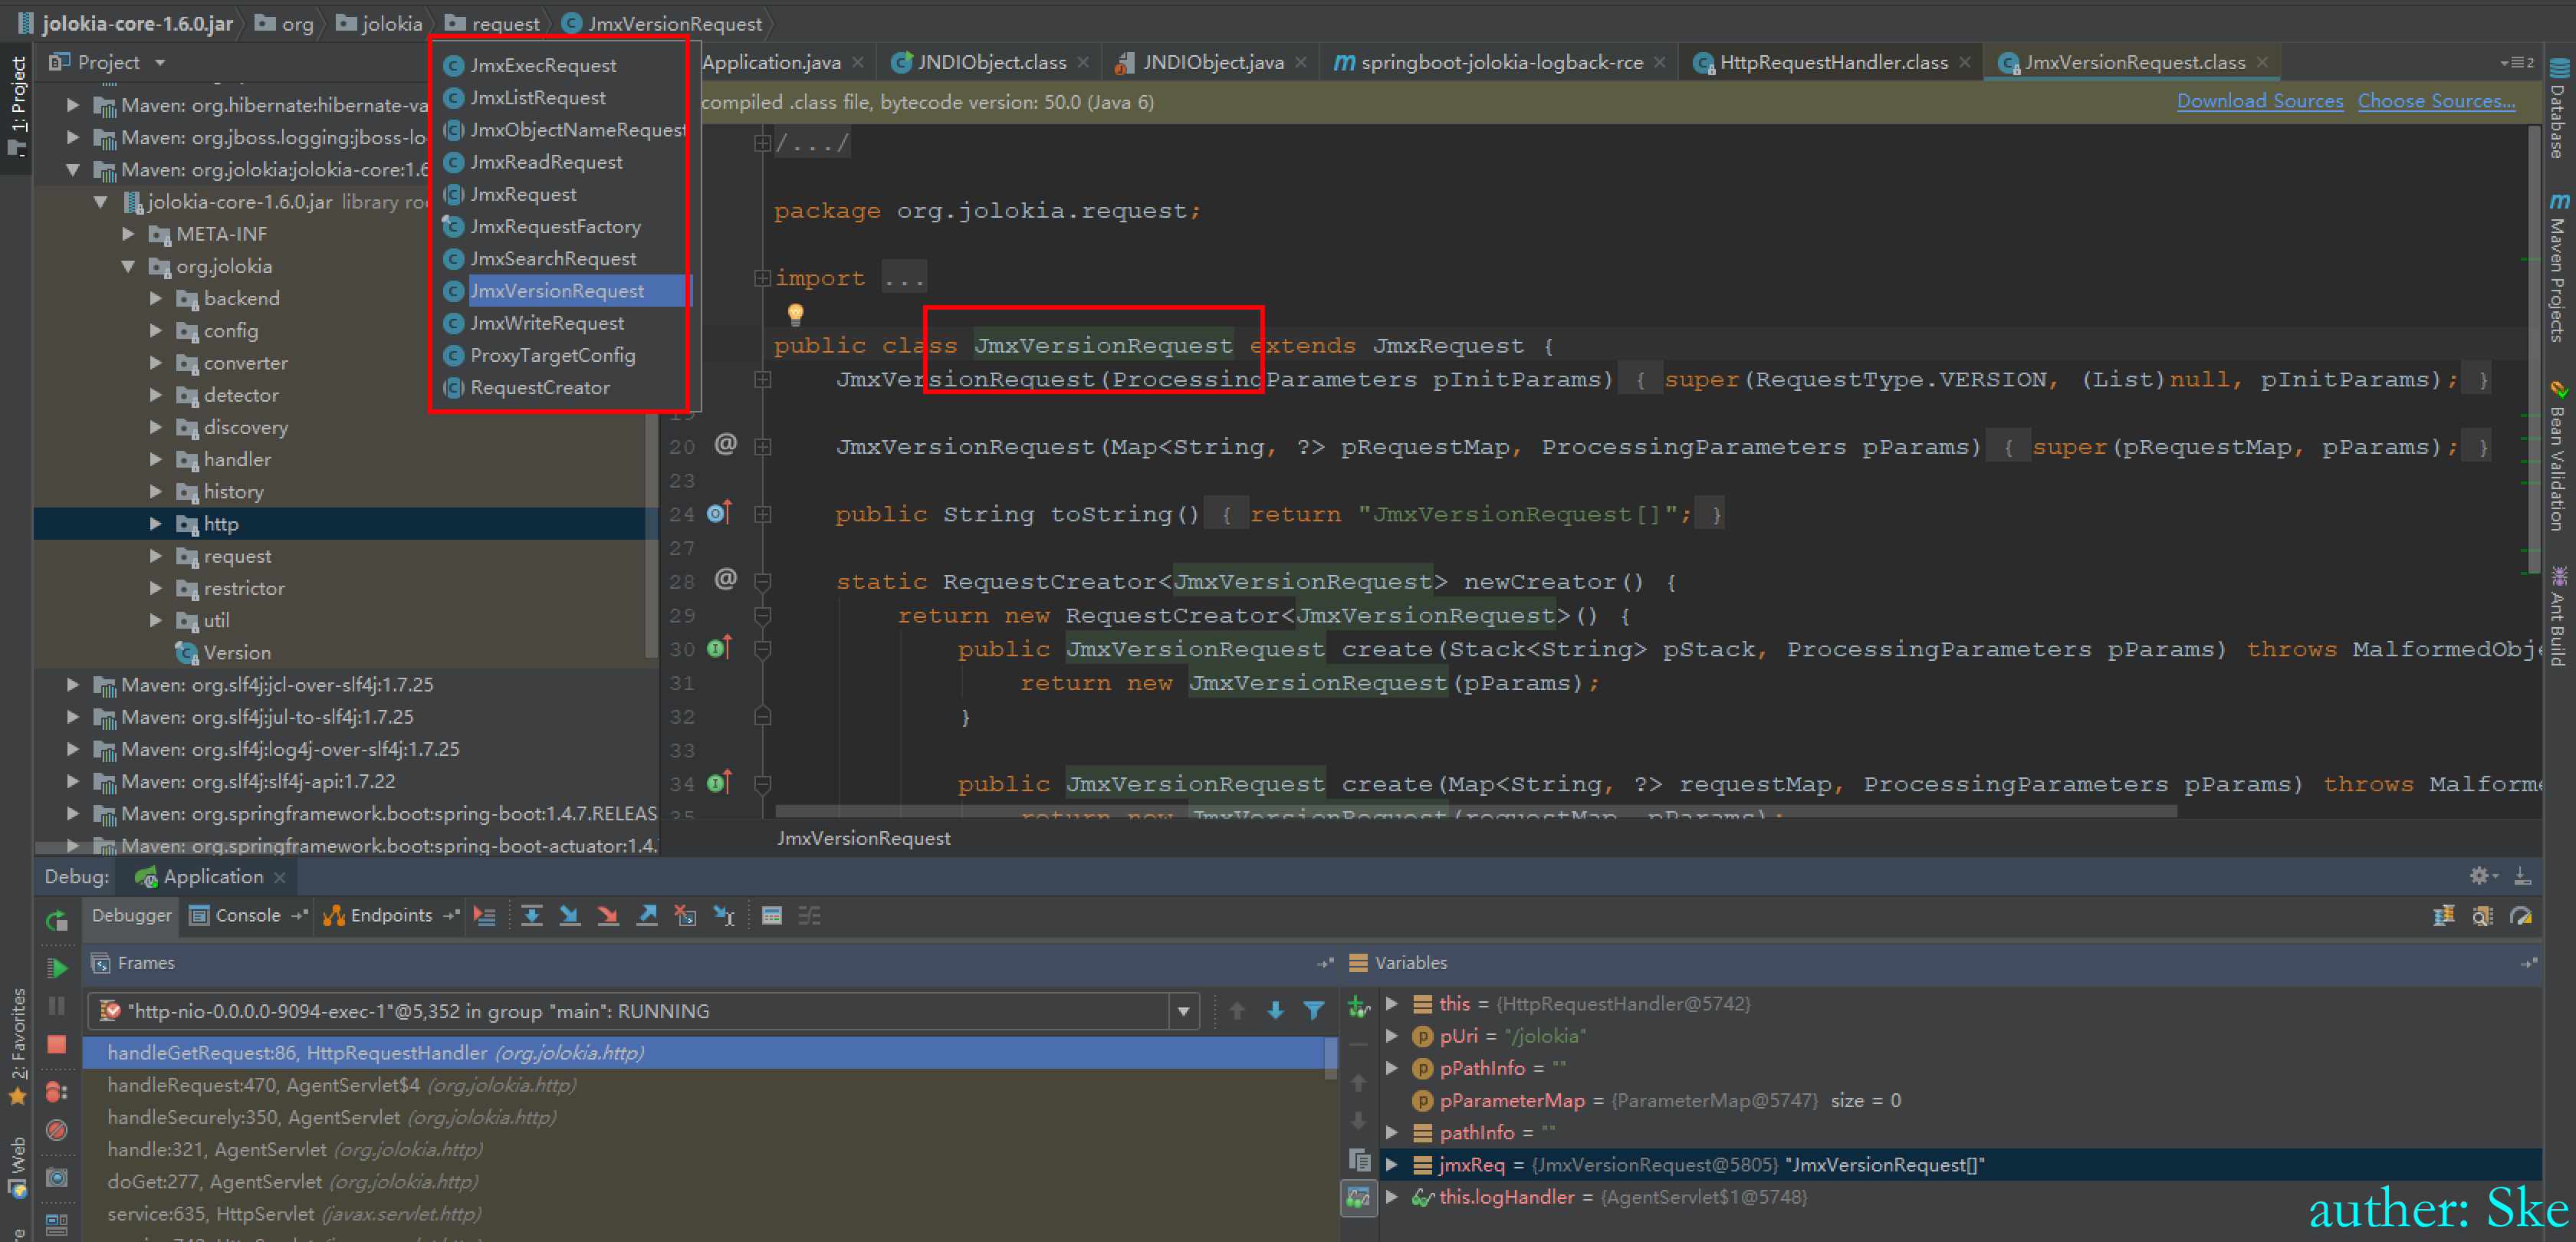 jolokia-core-1.6.0.jar org jolokia request JmxVersionRequest
1: Project
Project
Maven: org.hibernate:hibernate-va
Maven: org.jboss.logging:jboss-lo
Maven: org.jolokia:jolokia-core:1.6
jolokia-core-1.6.0.jar library roo
META-INF
org.jolokia
backend
config
converter
detector
discovery
handler
history
http
request
restrictor
util
Version
Maven: org.slf4j:jcl-over-slf4j:1.7.25
Maven: org.slf4j:jul-to-slf4j:1.7.25
Maven: org.slf4j:log4j-over-slf4j:1.7.25
Maven: org.slf4j:slf4j-api:1.7.22
Maven: org.springframework.boot:spring-boot:1.4.7.RELEAS
Maven: org.springframework.boot:spring-boot-actuator:1.4.
JmxExecRequest
JmxListRequest
JmxObjectNameRequest
JmxReadRequest
JmxRequest
JmxRequestFactory
JmxSearchRequest
JmxVersionRequest
JmxWriteRequest
ProxyTargetConfig
RequestCreator
Application.java JNDIObject.class JNDIObject.java springboot-jolokia-logback-rce HttpRequestHandler.class JmxVersionRequest.class 2
compiled .class file, bytecode version: 50.0 (Java 6) Download Sources Choose Sources...
/.../
package org.jolokia.request;
import ...
public class JmxVersionRequest extends JmxRequest {
JmxVersionRequest(ProcessingParameters pInitParams) { super(RequestType.VERSION, (List)null, pInitParams); }
19
20 JmxVersionRequest(Map<String, ?> pRequestMap, ProcessingParameters pParams) { super(pRequestMap, pParams); }
23
24 public String toString() { return "JmxVersionRequest[]"; }
27
28 static RequestCreator<JmxVersionRequest> newCreator() {
29 return new RequestCreator<JmxVersionRequest>() {
30 public JmxVersionRequest create(Stack<String> pStack, ProcessingParameters pParams) throws MalformedObje
31 return new JmxVersionRequest(pParams);
32 }
33
34 public JmxVersionRequest create(Map<String, ?> requestMap, ProcessingParameters pParams) throws Malforme
35 return new JmxVersionRequest(requestMap, pParams);
JmxVersionRequest
Database
Maven Projects
Bean Validation
Ant Build
Debug: Application
Debugger Console Endpoints
Frames
"http-nio-0.0.0.0-9094-exec-1"@5,352 in group "main": RUNNING
handleGetRequest:86, HttpRequestHandler (org.jolokia.http)
handleRequest:470, AgentServlet$4 (org.jolokia.http)
handleSecurely:350, AgentServlet (org.jolokia.http)
handle:321, AgentServlet (org.jolokia.http)
doGet:277, AgentServlet (org.jolokia.http)
service:635, HttpServlet (javax.servlet.http)
Variables
this = {HttpRequestHandler@5742}
pUri = "/jolokia"
pPathInfo = ""
pParameterMap = {ParameterMap@5747} size = 0
pathInfo = ""
jmxReq = {JmxVersionRequest@5805} "JmxVersionRequest[]"
this.logHandler = {AgentServlet$1@5748}
2: Favorites
Web
auther: Ske